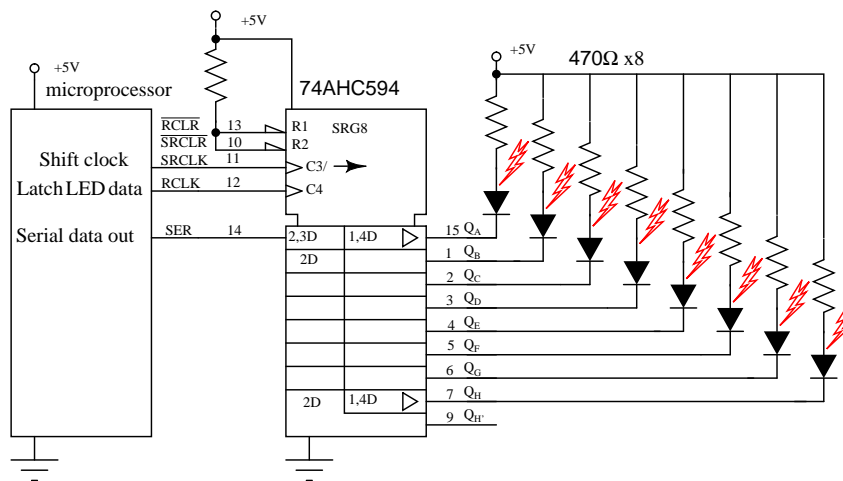 +5V
+5V
470Ω x8
+5V
microprocessor
74AHC594
RCLR 13 R1 SRG8
SRCLR 10 R2
Shift clock SRCLK 11 C3/
Latch LED data RCLK 12 C4
Serial data out SER 14 2,3D 1,4D 15 QA
2D 1 QB
2 QC
3 QD
4 QE
5 QF
6 QG
2D 1,4D 7 QH
9 QH'